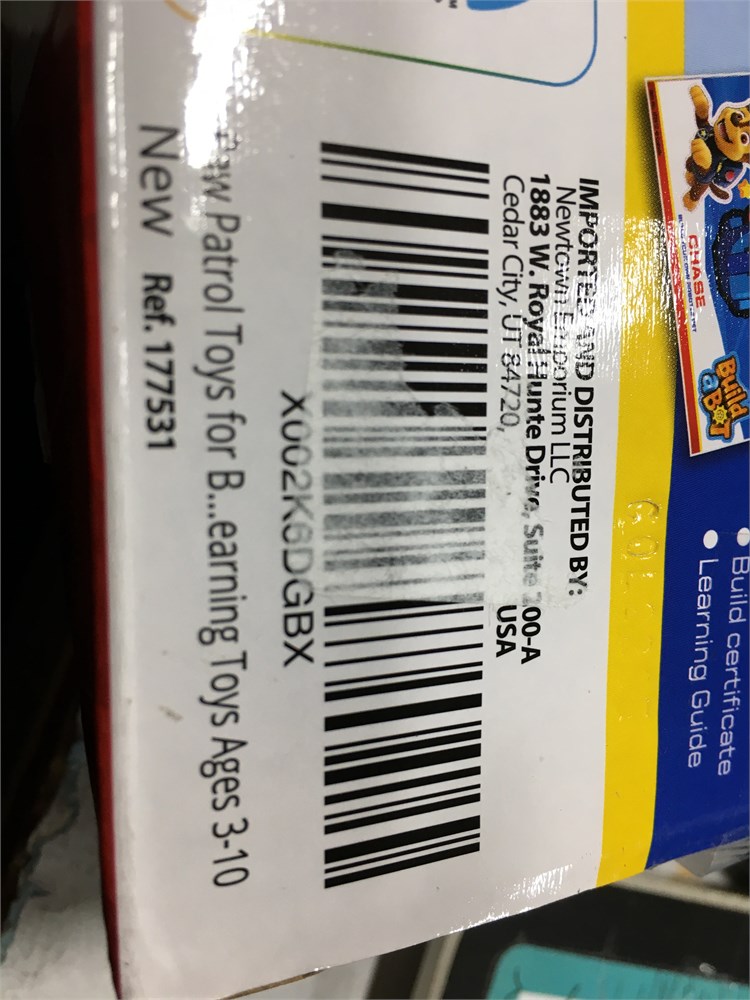 IMPORTED AND DISTRIBUTED BY:
Newtown Emporium LLC
1883 W. Royal Hunte Drive, Suite 200-A
Cedar City, UT 84720, USA
X002K6DGBX
Paw Patrol Toys for B...earning Toys Ages 3-10
New Ref. 177531
CHASE
Build a BOT
Build certificate
Learning Guide